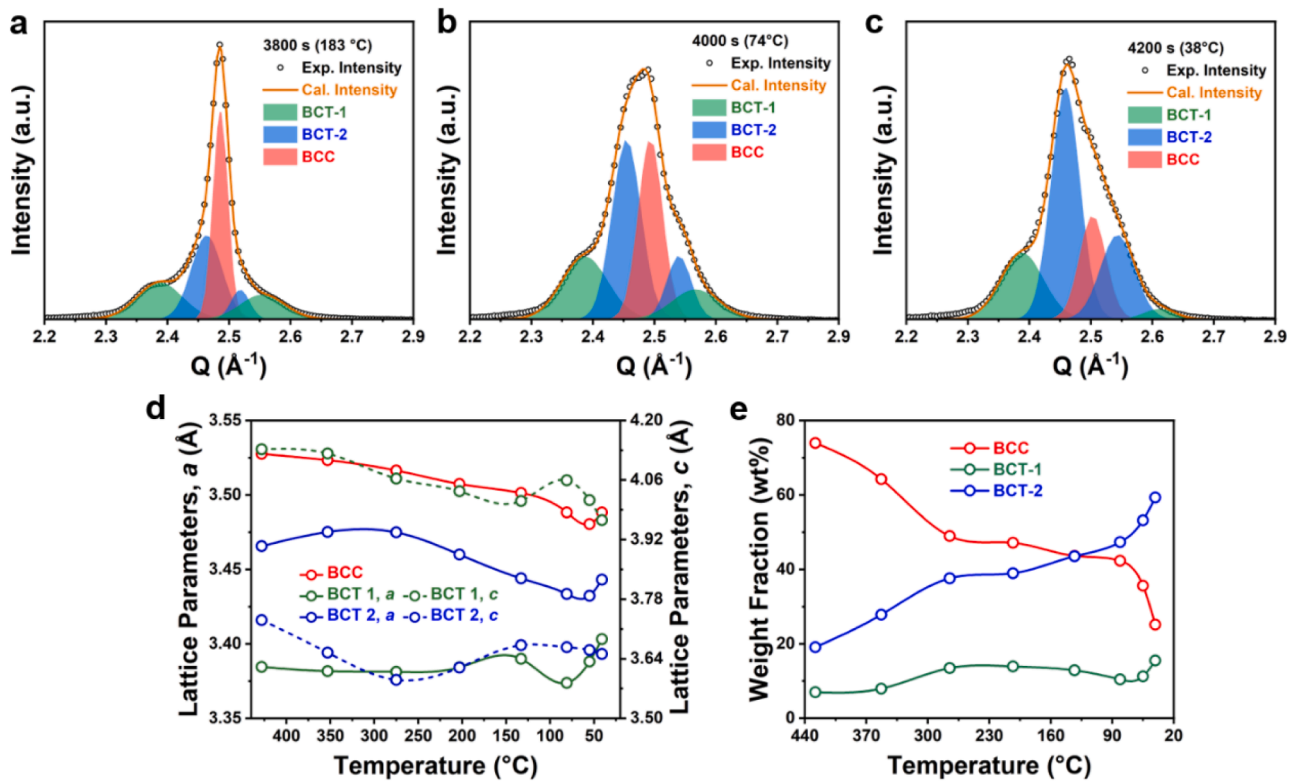 a
3800 s (183 °C)
Exp. Intensity
Cal. Intensity
BCT-1
BCT-2
BCC
Intensity (a.u.)
2.2 2.3 2.4 2.5 2.6 2.7 2.8 2.9
Q (Å-1)
b
4000 s (74°C)
Exp. Intensity
Cal. Intensity
BCT-1
BCT-2
BCC
Intensity (a.u.)
2.2 2.3 2.4 2.5 2.6 2.7 2.8 2.9
Q (Å-1)
c
4200 s (38°C)
Exp. Intensity
Cal. Intensity
BCT-1
BCT-2
BCC
Intensity (a.u.)
2.2 2.3 2.4 2.5 2.6 2.7 2.8 2.9
Q (Å-1)
d
Lattice Parameters, a (Å)
3.55
3.50
3.45
3.40
3.35
BCC
BCT 1, a BCT 1, c
BCT 2, a BCT 2, c
4.20
4.06
3.92
3.78
3.64
3.50
Lattice Parameters, c (Å)
400 350 300 250 200 150 100 50
Temperature (°C)
e
Weight Fraction (wt%)
80
60
40
20
0
BCC
BCT-1
BCT-2
440 370 300 230 160 90 20
Temperature (°C)